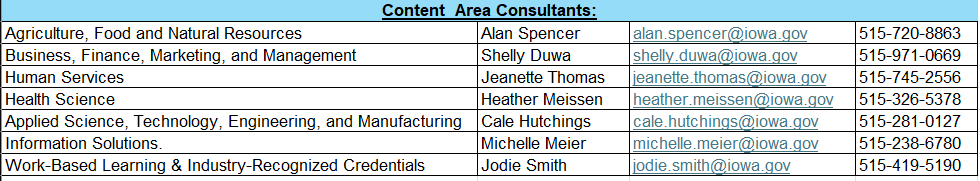 Content Area Consultants:
Agriculture, Food and Natural Resources Alan Spencer alan.spencer@iowa.gov 515-720-8863
Business, Finance, Marketing, and Management Shelly Duwa shelly.duwa@iowa.gov 515-971-0669
Human Services Jeanette Thomas jeanette.thomas@iowa.gov 515-745-2556
Health Science Heather Meissen heather.meissen@iowa.gov 515-326-5378
Applied Science, Technology, Engineering, and Manufacturing Cale Hutchings cale.hutchings@iowa.gov 515-281-0127
Information Solutions. Michelle Meier michelle.meier@iowa.gov 515-238-6780
Work-Based Learning & Industry-Recognized Credentials Jodie Smith jodie.smith@iowa.gov 515-419-5190